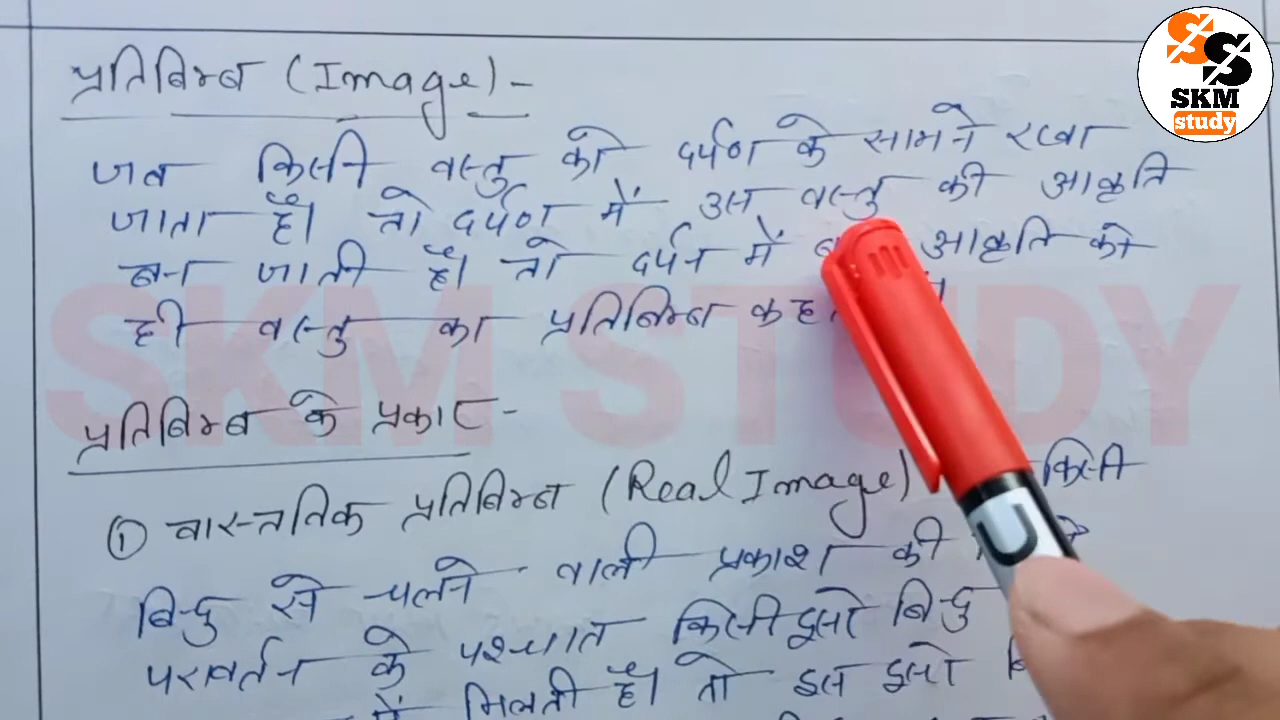 प्रतिबिम्ब (Image) -
जब किसी वस्तु को दर्पण के सामने रखा
जाता है। तो दर्पण में उस वस्तु की आकृति
बन जाती है। तो दर्पन में आकृति को
ही वस्तु का प्रतिबिम्ब
प्रतिबिम्ब के प्रकार -
① वास्तविक प्रतिबिम्ब (Real Image) किसी
बिन्दु से चलने वाली प्रकाश की
परावर्तन के पश्चात किसी दूसरे बिन्दु
में मिलती है। तो इस दूसरे
SKM STUDY
SS
SKM
study